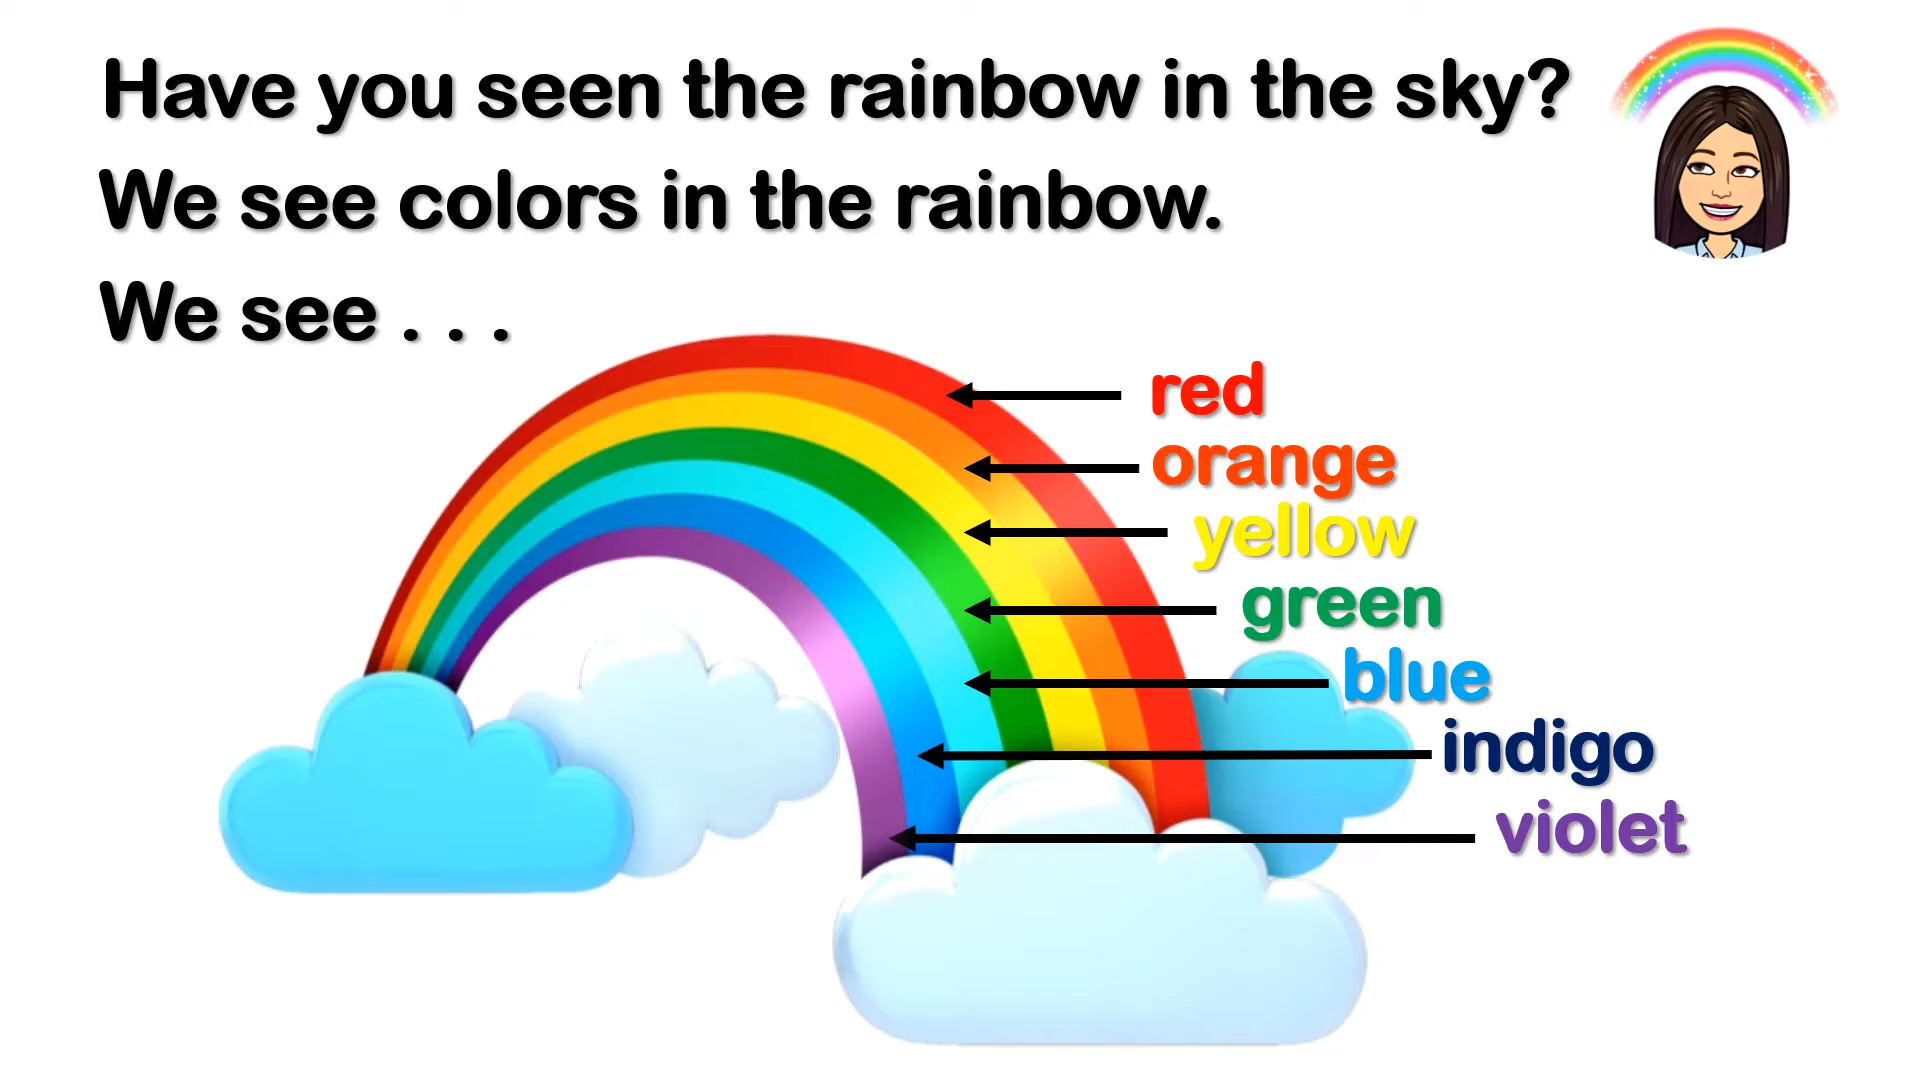 Have you seen the rainbow in the sky?
We see colors in the rainbow.
We see . . .
red
orange
yellow
green
blue
indigo
violet